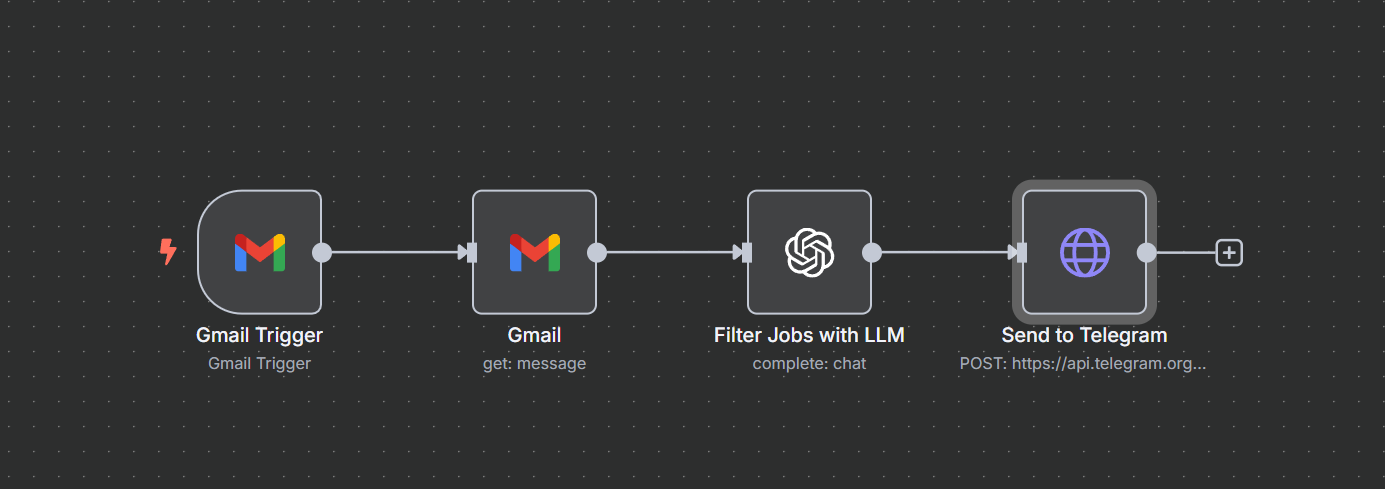 Gmail Trigger
Gmail Trigger
Gmail
get: message
Filter Jobs with LLM
complete: chat
Send to Telegram
POST: https://api.telegram.org...